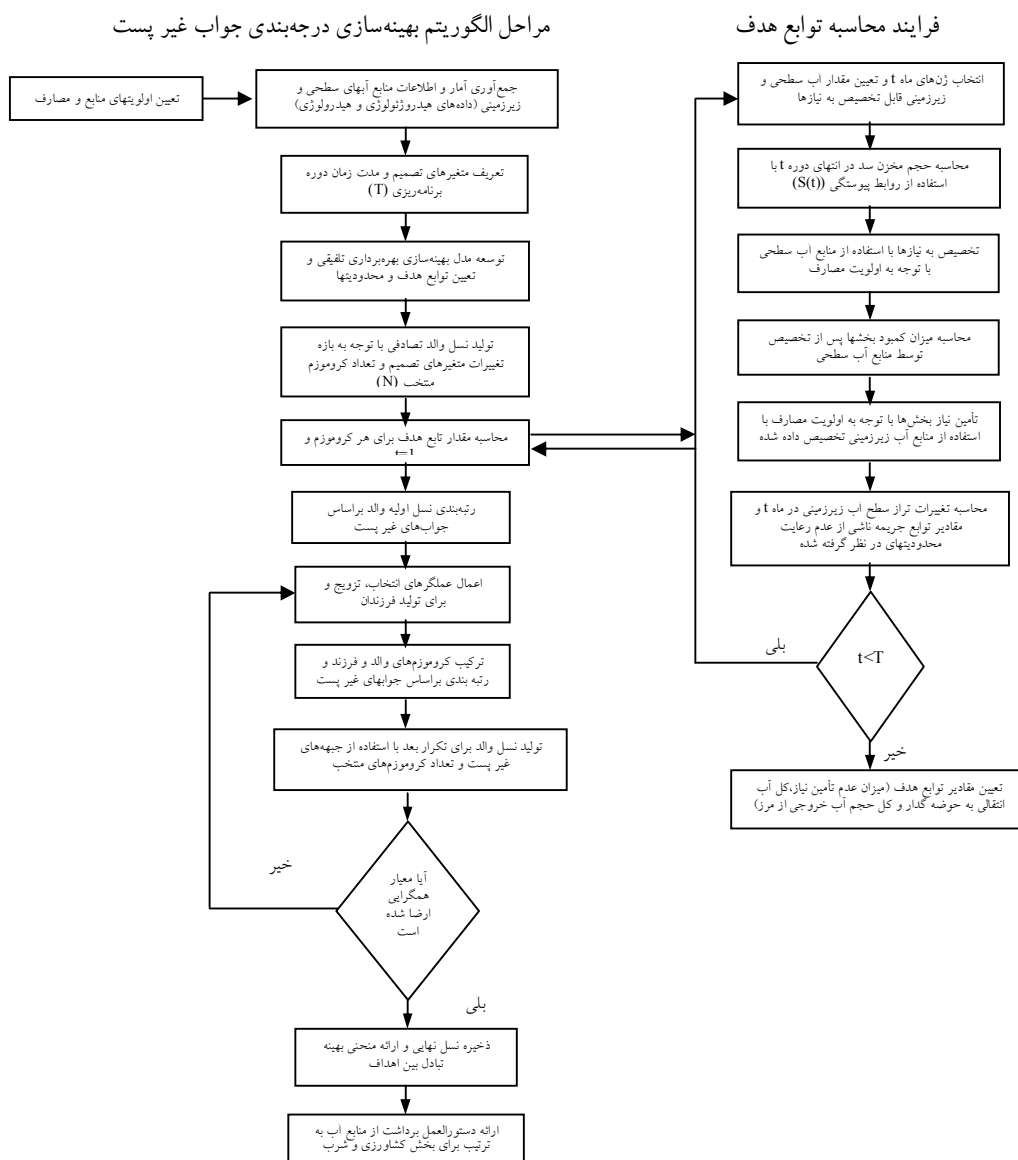 مراحل الگوریتم بهینه‌سازی درجه‌بندی جواب غیر پست
تعیین اولویتهای منابع و مصارف
جمع‌آوری آمار و اطلاعات منابع آبهای سطحی و
زیرزمینی (داده‌های هیدروژئولوژی و هیدرولوژی)
تعریف متغیرهای تصمیم و مدت زمان دوره
برنامه‌ریزی (T)
توسعه مدل بهینه‌سازی بهره‌برداری تلفیقی و
تعیین توابع هدف و محدودیتها
تولید نسل والد تصادفی با توجه به بازه
تغییرات متغیرهای تصمیم و تعداد کروموزم
منتخب (N)
محاسبه مقدار تابع هدف برای هر کروموزم و
t=1
رتبه‌بندی نسل اولیه والد براساس
جواب‌های غیر پست
اعمال عملگرهای انتخاب، تزویج و
برای تولید فرزندان
ترکیب کروموزم‌های والد و فرزند و
رتبه بندی براساس جوابهای غیر پست
تولید نسل والد برای تکرار بعد با استفاده از جبهه‌های
غیر پست و تعداد کروموزم‌های منتخب
خیر
آیا معیار
همگرایی
ارضا شده
است
بلی
ذخیره نسل نهایی و ارائه منحنی بهینه
تبادل بین اهداف
ارائه دستورالعمل برداشت از منابع آب به
ترتیب برای بخش کشاورزی و شرب
فرایند محاسبه توابع هدف
انتخاب ژن‌های ماه t و تعیین مقدار آب سطحی و
زیرزمینی قابل تخصیص به نیازها
محاسبه حجم مخزن سد در انتهای دوره t با
استفاده از روابط پیوستگی (S(t))
تخصیص به نیازها با استفاده از منابع آب سطحی
با توجه به اولویت مصارف
محاسبه میزان کمبود بخشها پس از تخصیص
توسط منابع آب سطحی
تأمین نیاز بخش‌ها با توجه به اولویت مصارف با
استفاده از منابع آب زیرزمینی تخصیص داده شده
محاسبه تغییرات تراز سطح آب زیرزمینی در ماه t و
مقادیر توابع جریمه ناشی از عدم رعایت
محدودیتهای در نظر گرفته شده
بلی
t<T
خیر
تعیین مقادیر توابع هدف (میزان عدم تأمین نیاز،کل آب
انتقالی به حوضه گدار و کل حجم آب خروجی از مرز)